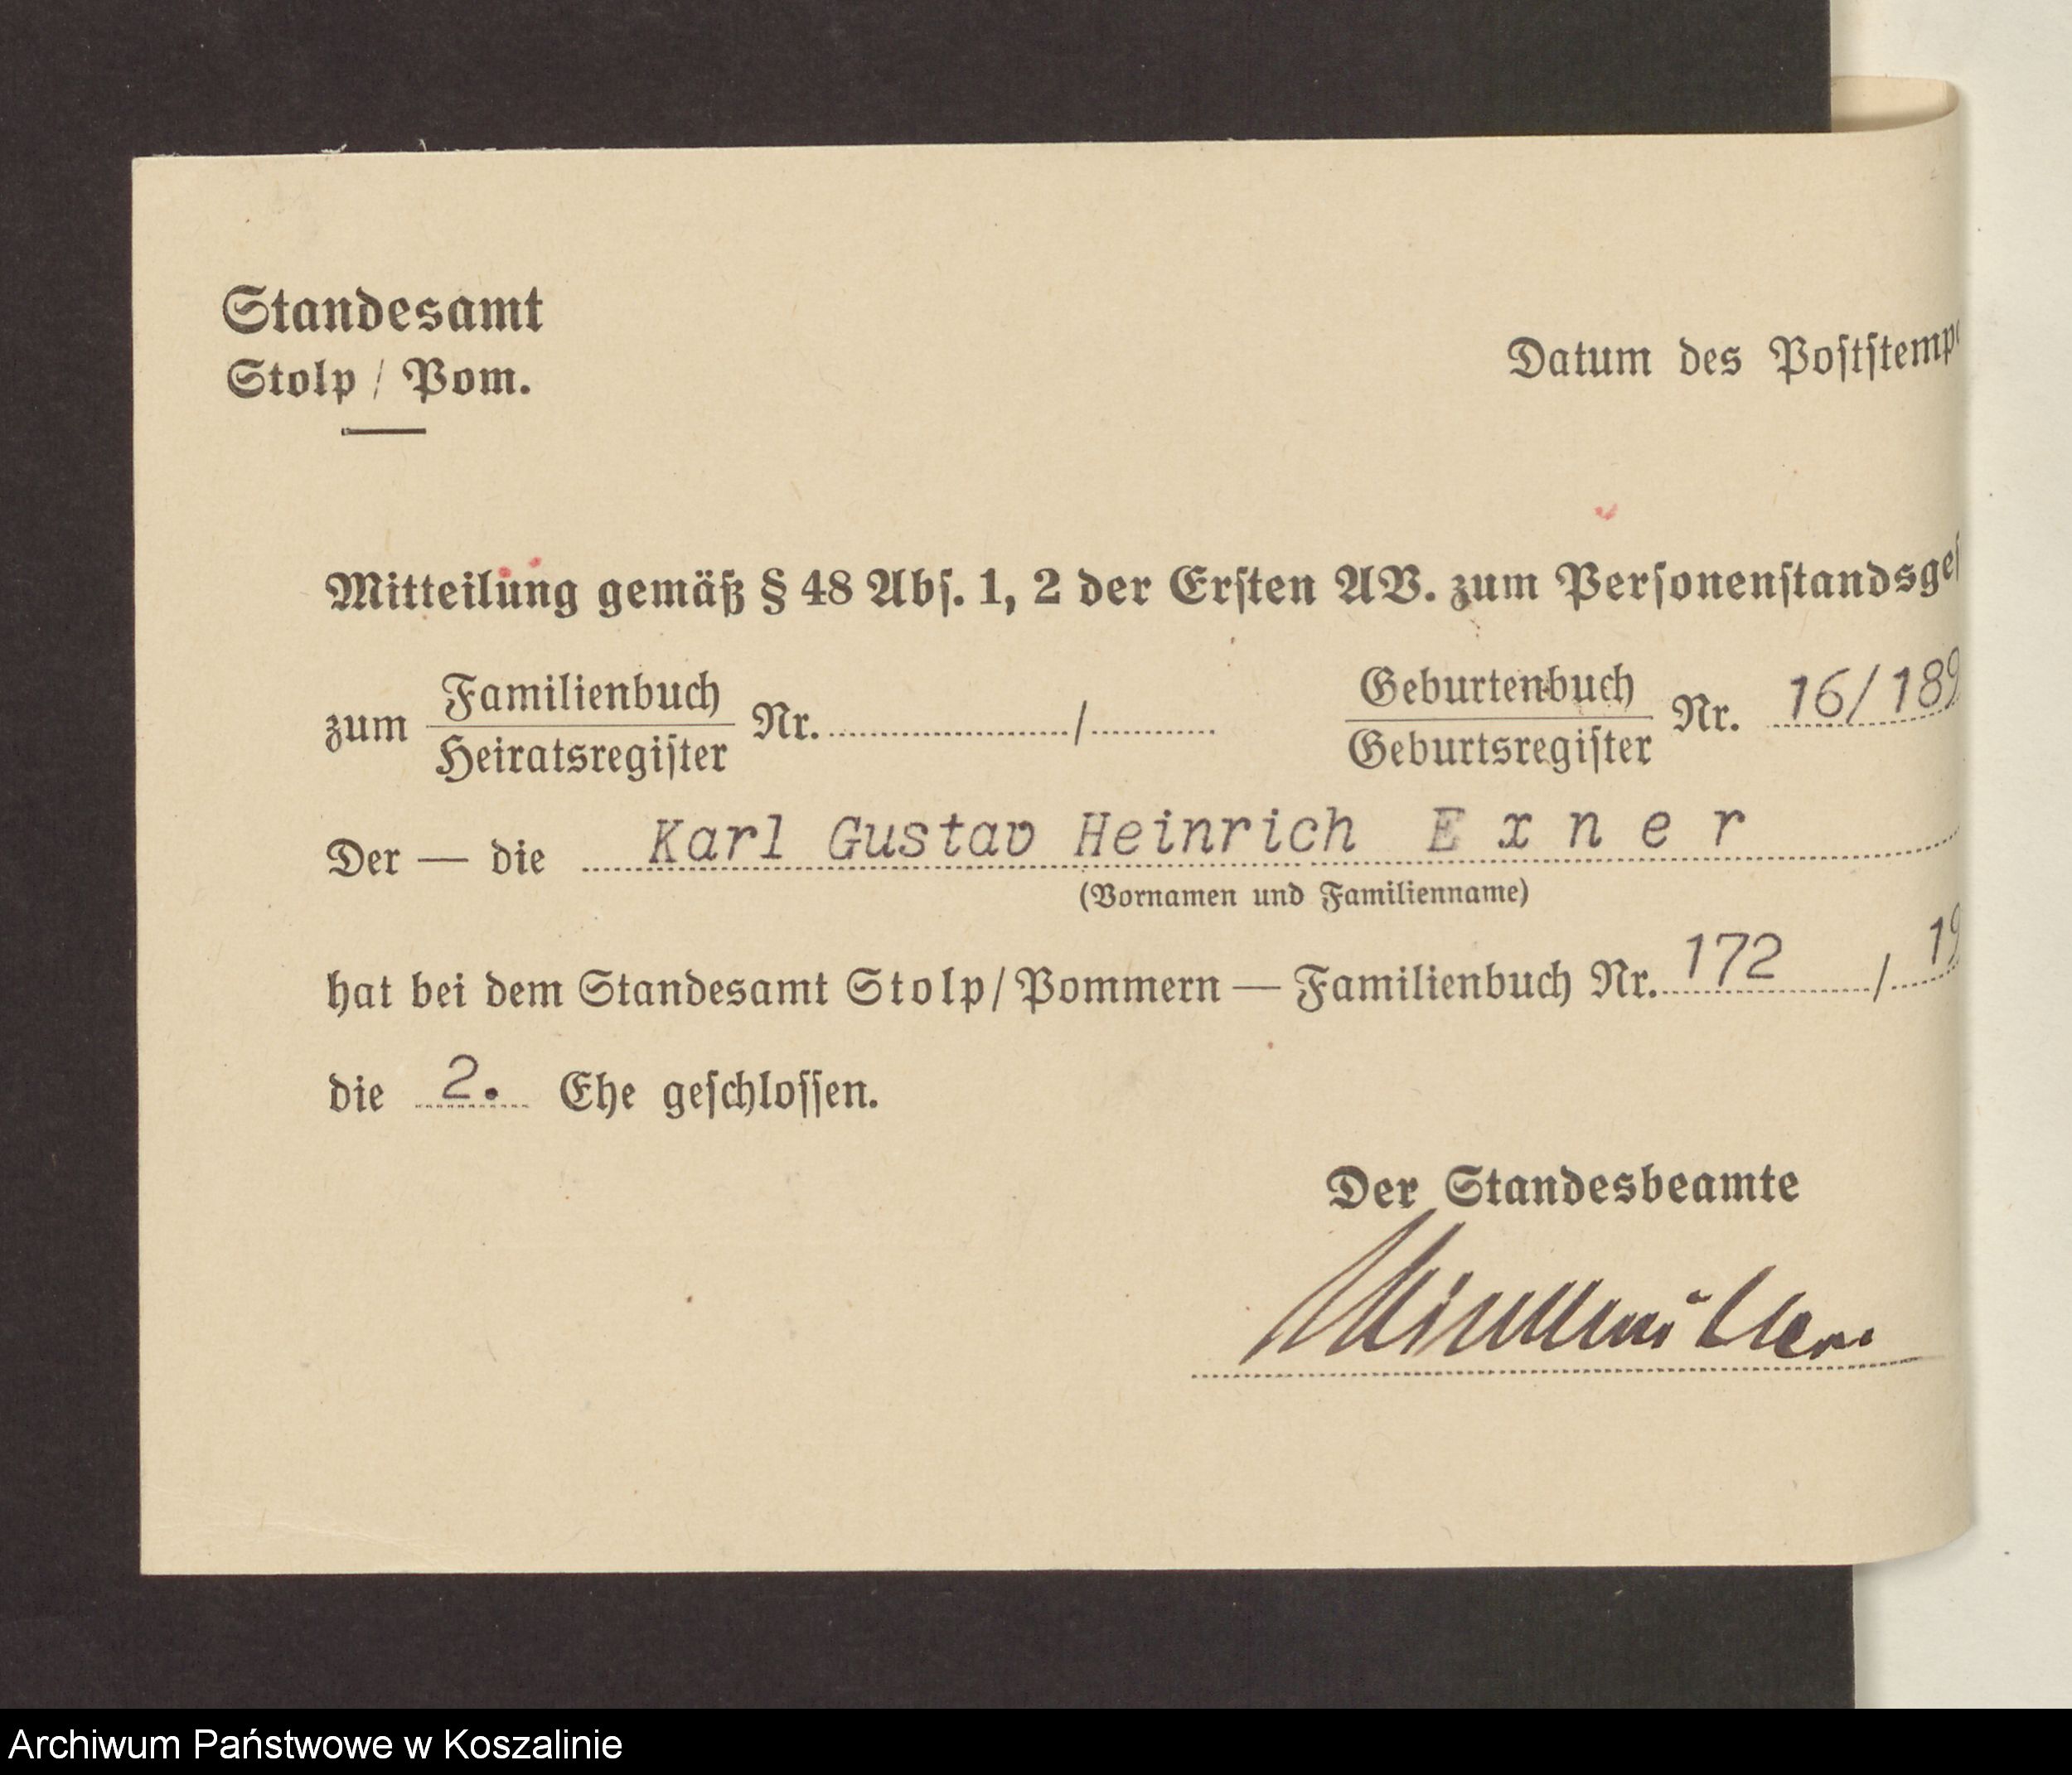 Standesamt
Stolp / Pom.
Datum des Poststemp
Mitteilung gemäß § 48 Abs. 1, 2 der Ersten AV. zum Personenstandsges
zum Familienbuch Nr. / Geburtenbuch Nr. 16/189
Heiratsregister Geburtsregister
Der — die Karl Gustav Heinrich Exner
(Vornamen und Familienname)
hat bei dem Standesamt Stolp/Pommern — Familienbuch Nr. 172 / 19
die 2. Ehe geschlossen.
Der Standesbeamte
Archiwum Państwowe w Koszalinie